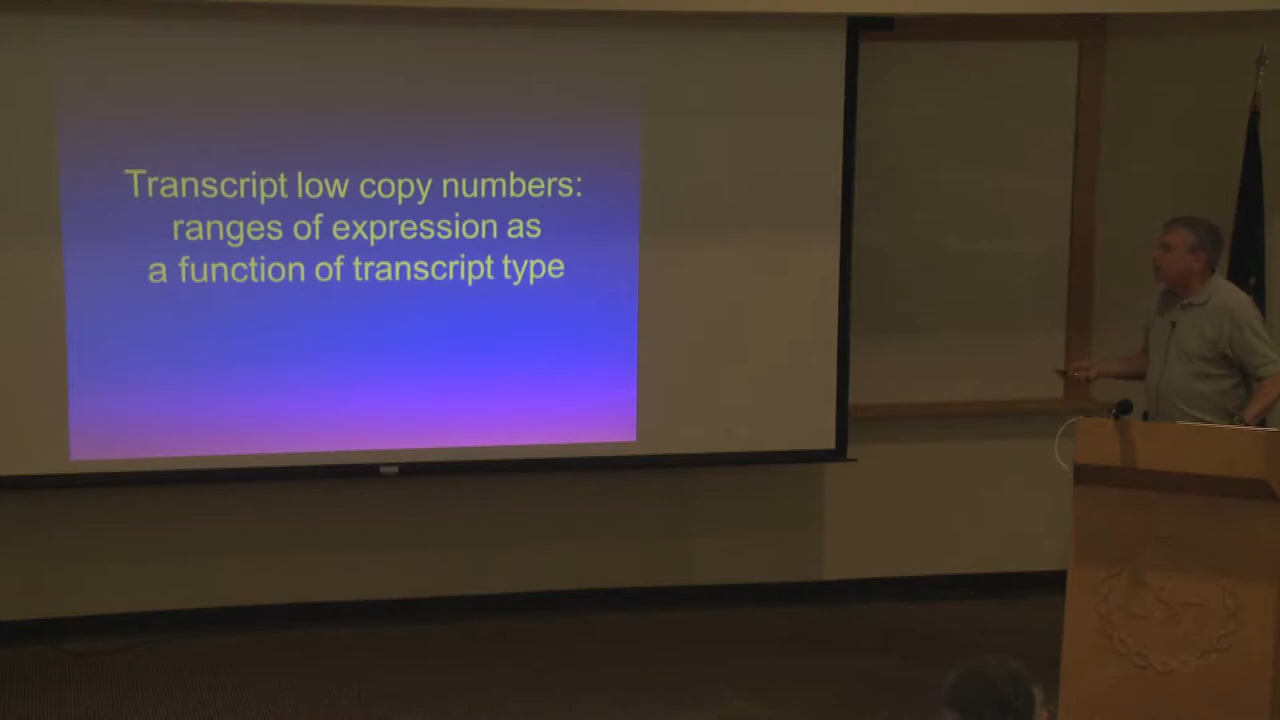 Transcript low copy numbers:
ranges of expression as
a function of transcript type